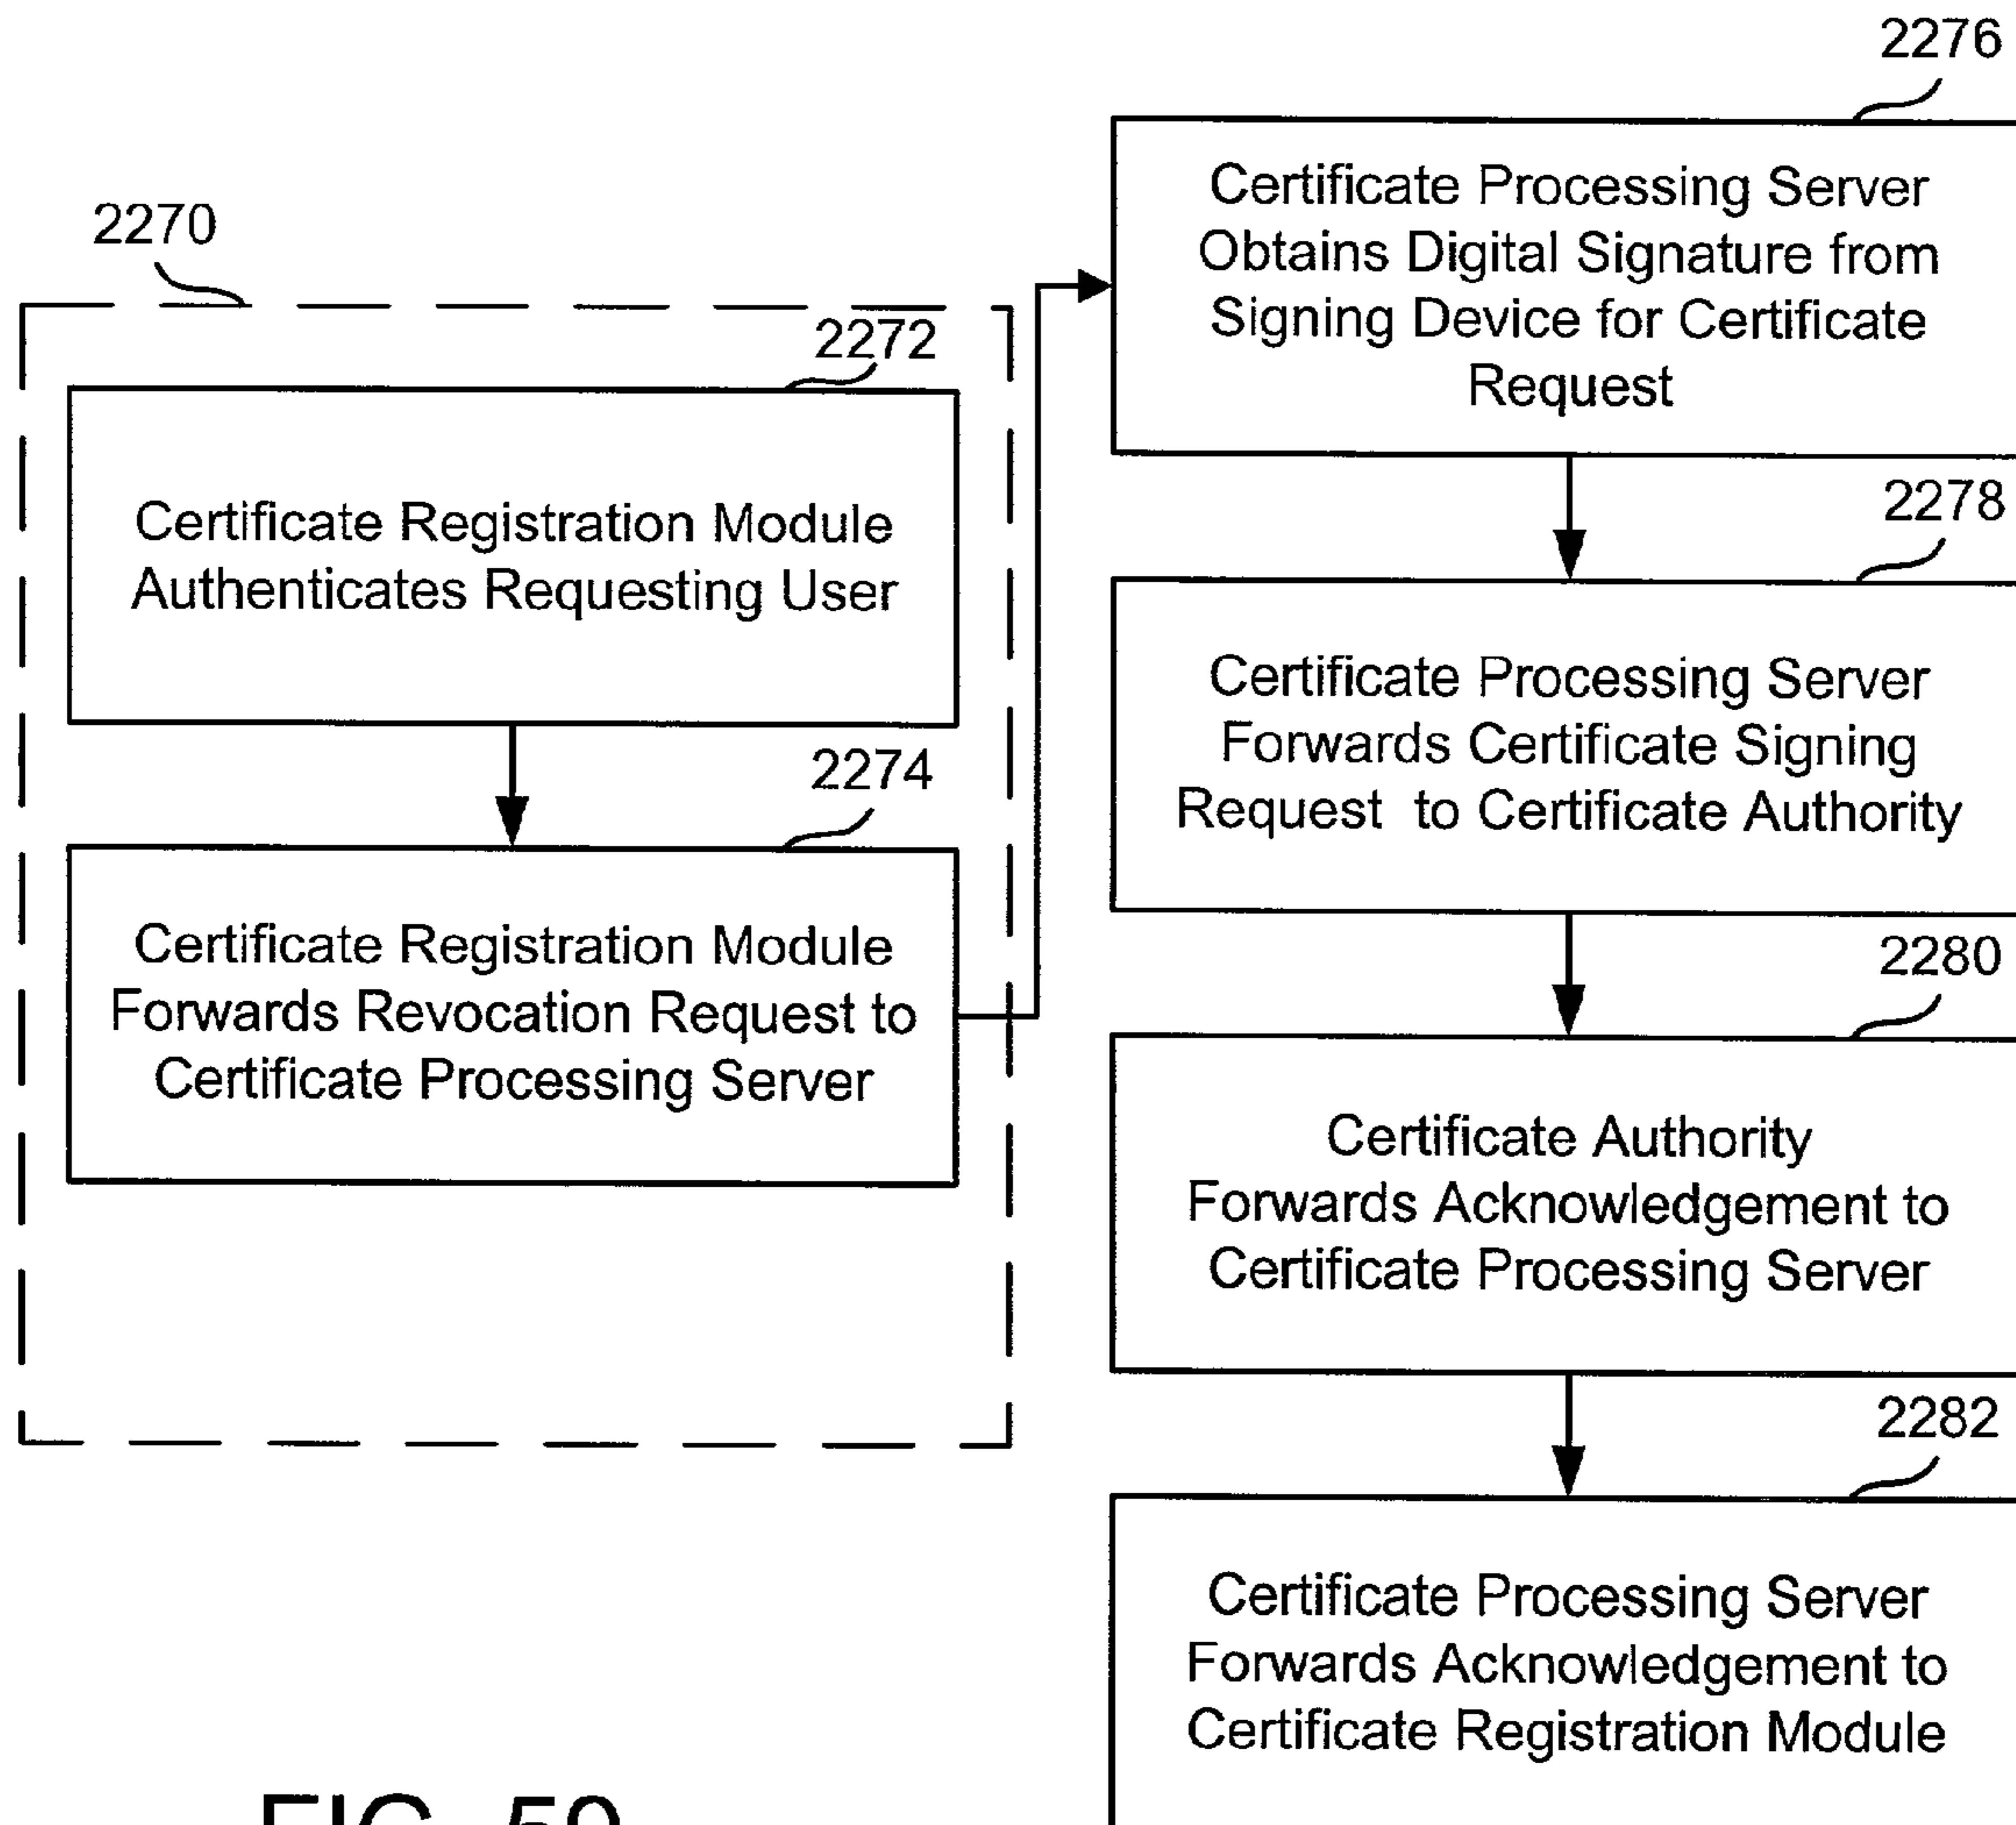 2270
2272
Certificate Registration Module
Authenticates Requesting User
2274
Certificate Registration Module
Forwards Revocation Request to
Certificate Processing Server
2276
Certificate Processing Server
Obtains Digital Signature from
Signing Device for Certificate
Request
2278
Certificate Processing Server
Forwards Certificate Signing
Request to Certificate Authority
2280
Certificate Authority
Forwards Acknowledgement to
Certificate Processing Server
2282
Certificate Processing Server
Forwards Acknowledgement to
Certificate Registration Module
FIG.